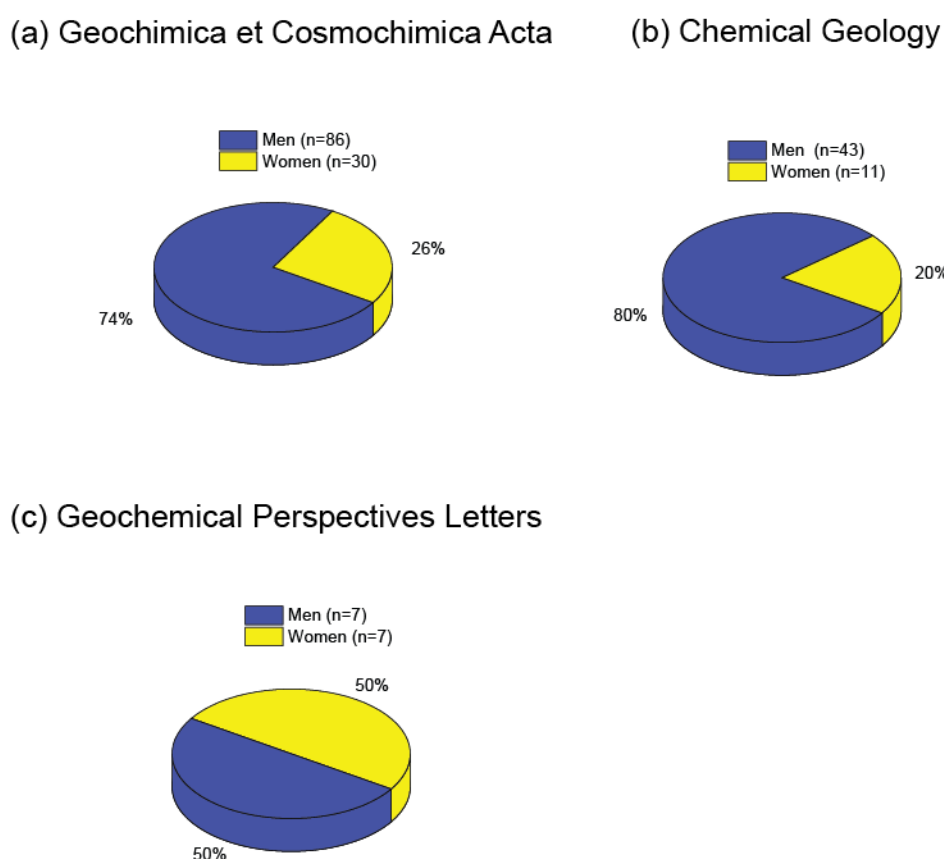 (a) Geochimica et Cosmochimica Acta
Men (n=86)
Women (n=30)
26%
74%
(b) Chemical Geology
Men (n=43)
Women (n=11)
20%
80%
(c) Geochemical Perspectives Letters
Men (n=7)
Women (n=7)
50%
50%